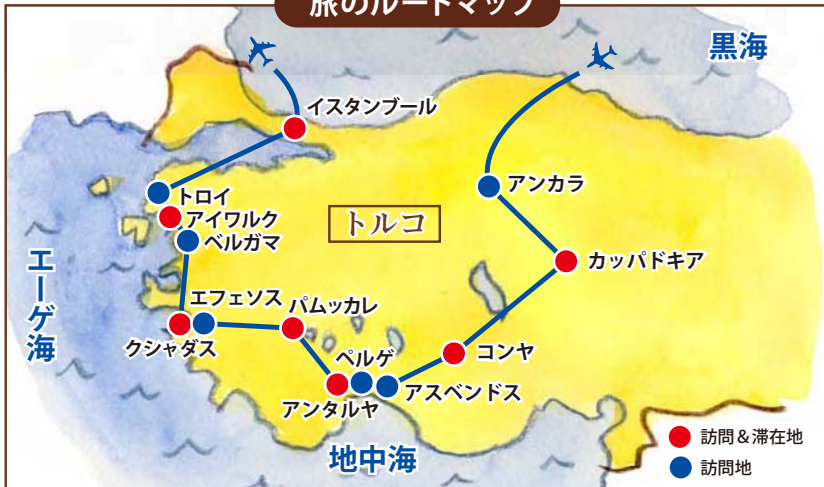 旅のルートマップ
黒海
イスタンブール
トロイ
アイワルク
ベルガマ
アンカラ
トルコ
カッパドキア
エーゲ海
エフェソス
パムッカレ
クシャダス
ペルゲ
コンヤ
アンタルヤ
アスベンドス
地中海
訪問&滞在地
訪問地